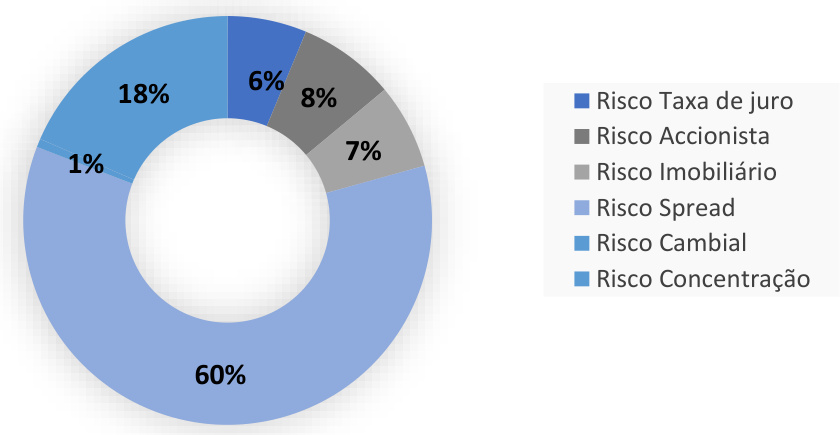 6%
8%
7%
60%
1%
18%
Risco Taxa de juro
Risco Accionista
Risco Imobiliário
Risco Spread
Risco Cambial
Risco Concentração